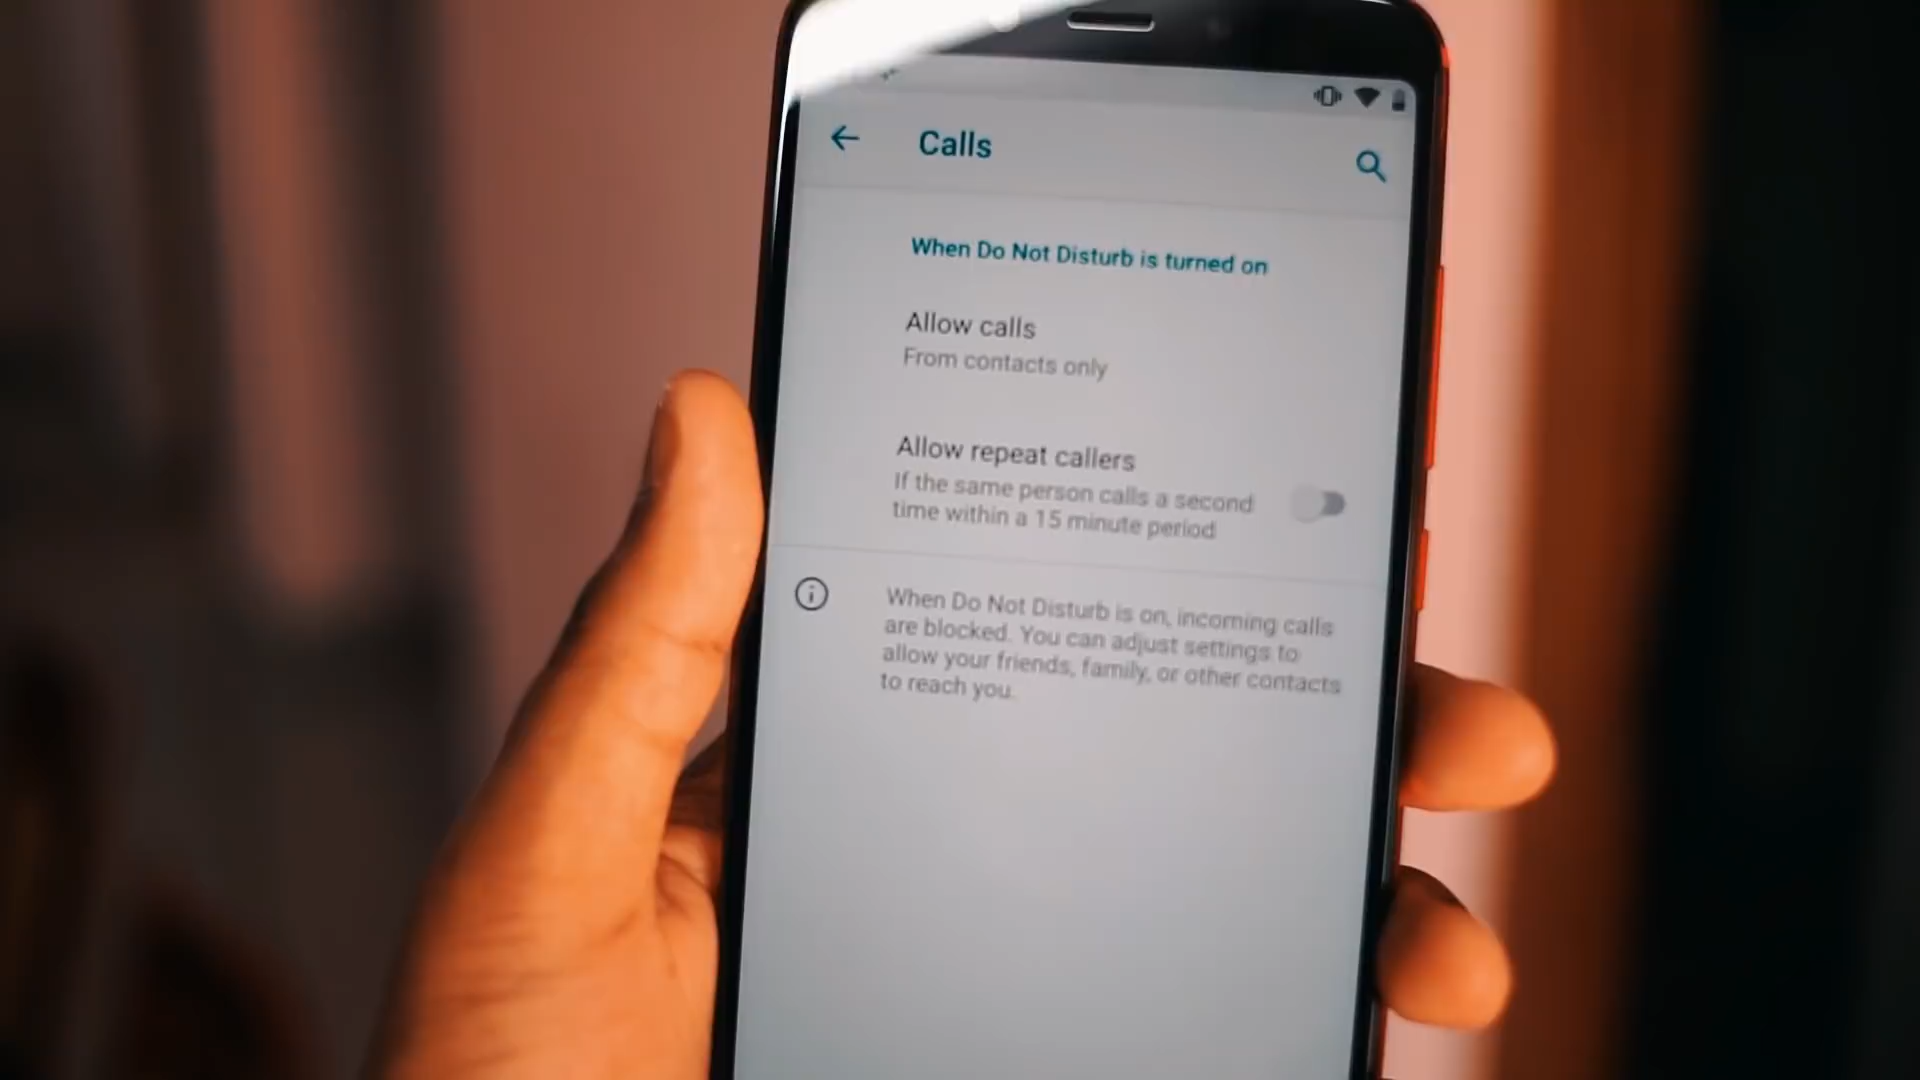 Calls
When Do Not Disturb is turned on
Allow calls
From contacts only
Allow repeat callers
If the same person calls a second
time within a 15 minute period
When Do Not Disturb is on, incoming calls
are blocked. You can adjust settings to
allow your friends, family, or other contacts
to reach you.